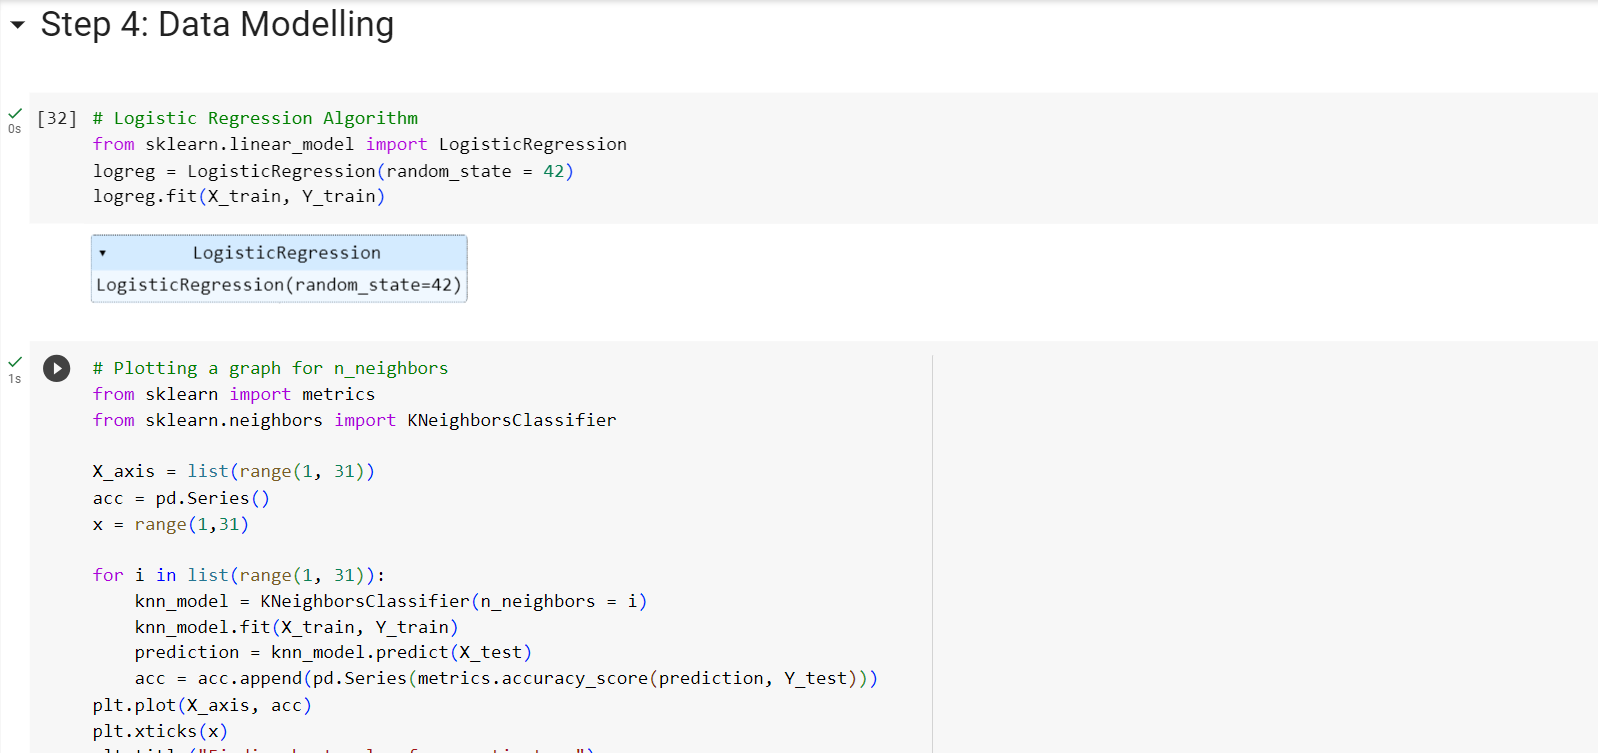 Step 4: Data Modelling
0s
[32]
# Logistic Regression Algorithm
from sklearn.linear_model import LogisticRegression
logreg = LogisticRegression(random_state = 42)
logreg.fit(X_train, Y_train)
LogisticRegression
LogisticRegression(random_state=42)
1s
# Plotting a graph for n_neighbors
from sklearn import metrics
from sklearn.neighbors import KNeighborsClassifier
X_axis = list(range(1, 31))
acc = pd.Series()
x = range(1,31)
for i in list(range(1, 31)):
    knn_model = KNeighborsClassifier(n_neighbors = i)
    knn_model.fit(X_train, Y_train)
    prediction = knn_model.predict(X_test)
    acc = acc.append(pd.Series(metrics.accuracy_score(prediction, Y_test)))
plt.plot(X_axis, acc)
plt.xticks(x)